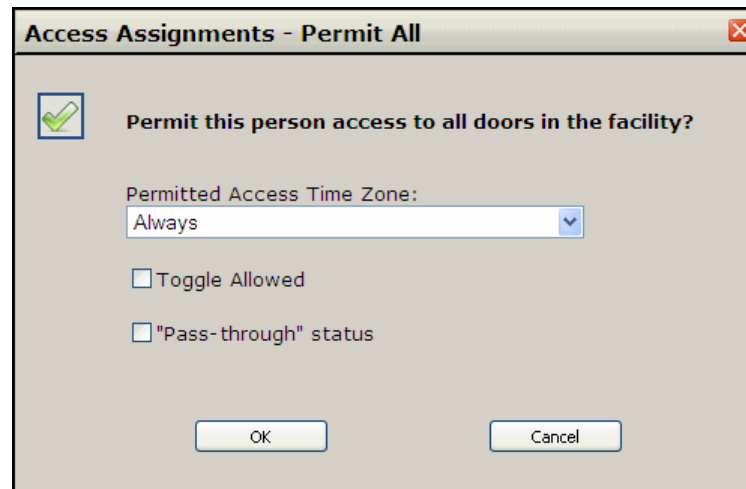 Access Assignments - Permit All
Permit this person access to all doors in the facility?
Permitted Access Time Zone:
Always
Toggle Allowed
"Pass-through" status
OK Cancel